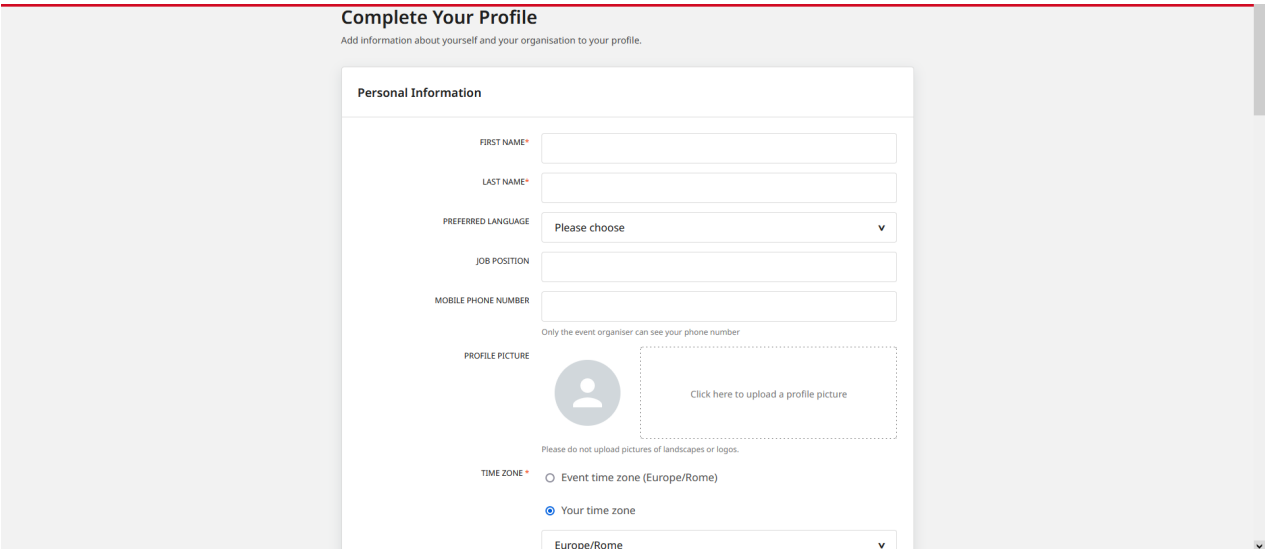 Complete Your Profile
Add information about yourself and your organisation to your profile.
Personal Information
FIRST NAME*
LAST NAME*
PREFERRED LANGUAGE
Please choose
JOB POSITION
MOBILE PHONE NUMBER
Only the event organiser can see your phone number
PROFILE PICTURE
Click here to upload a profile picture
Please do not upload pictures of landscapes or logos.
TIME ZONE *
Event time zone (Europe/Rome)
Your time zone
Europe/Rome